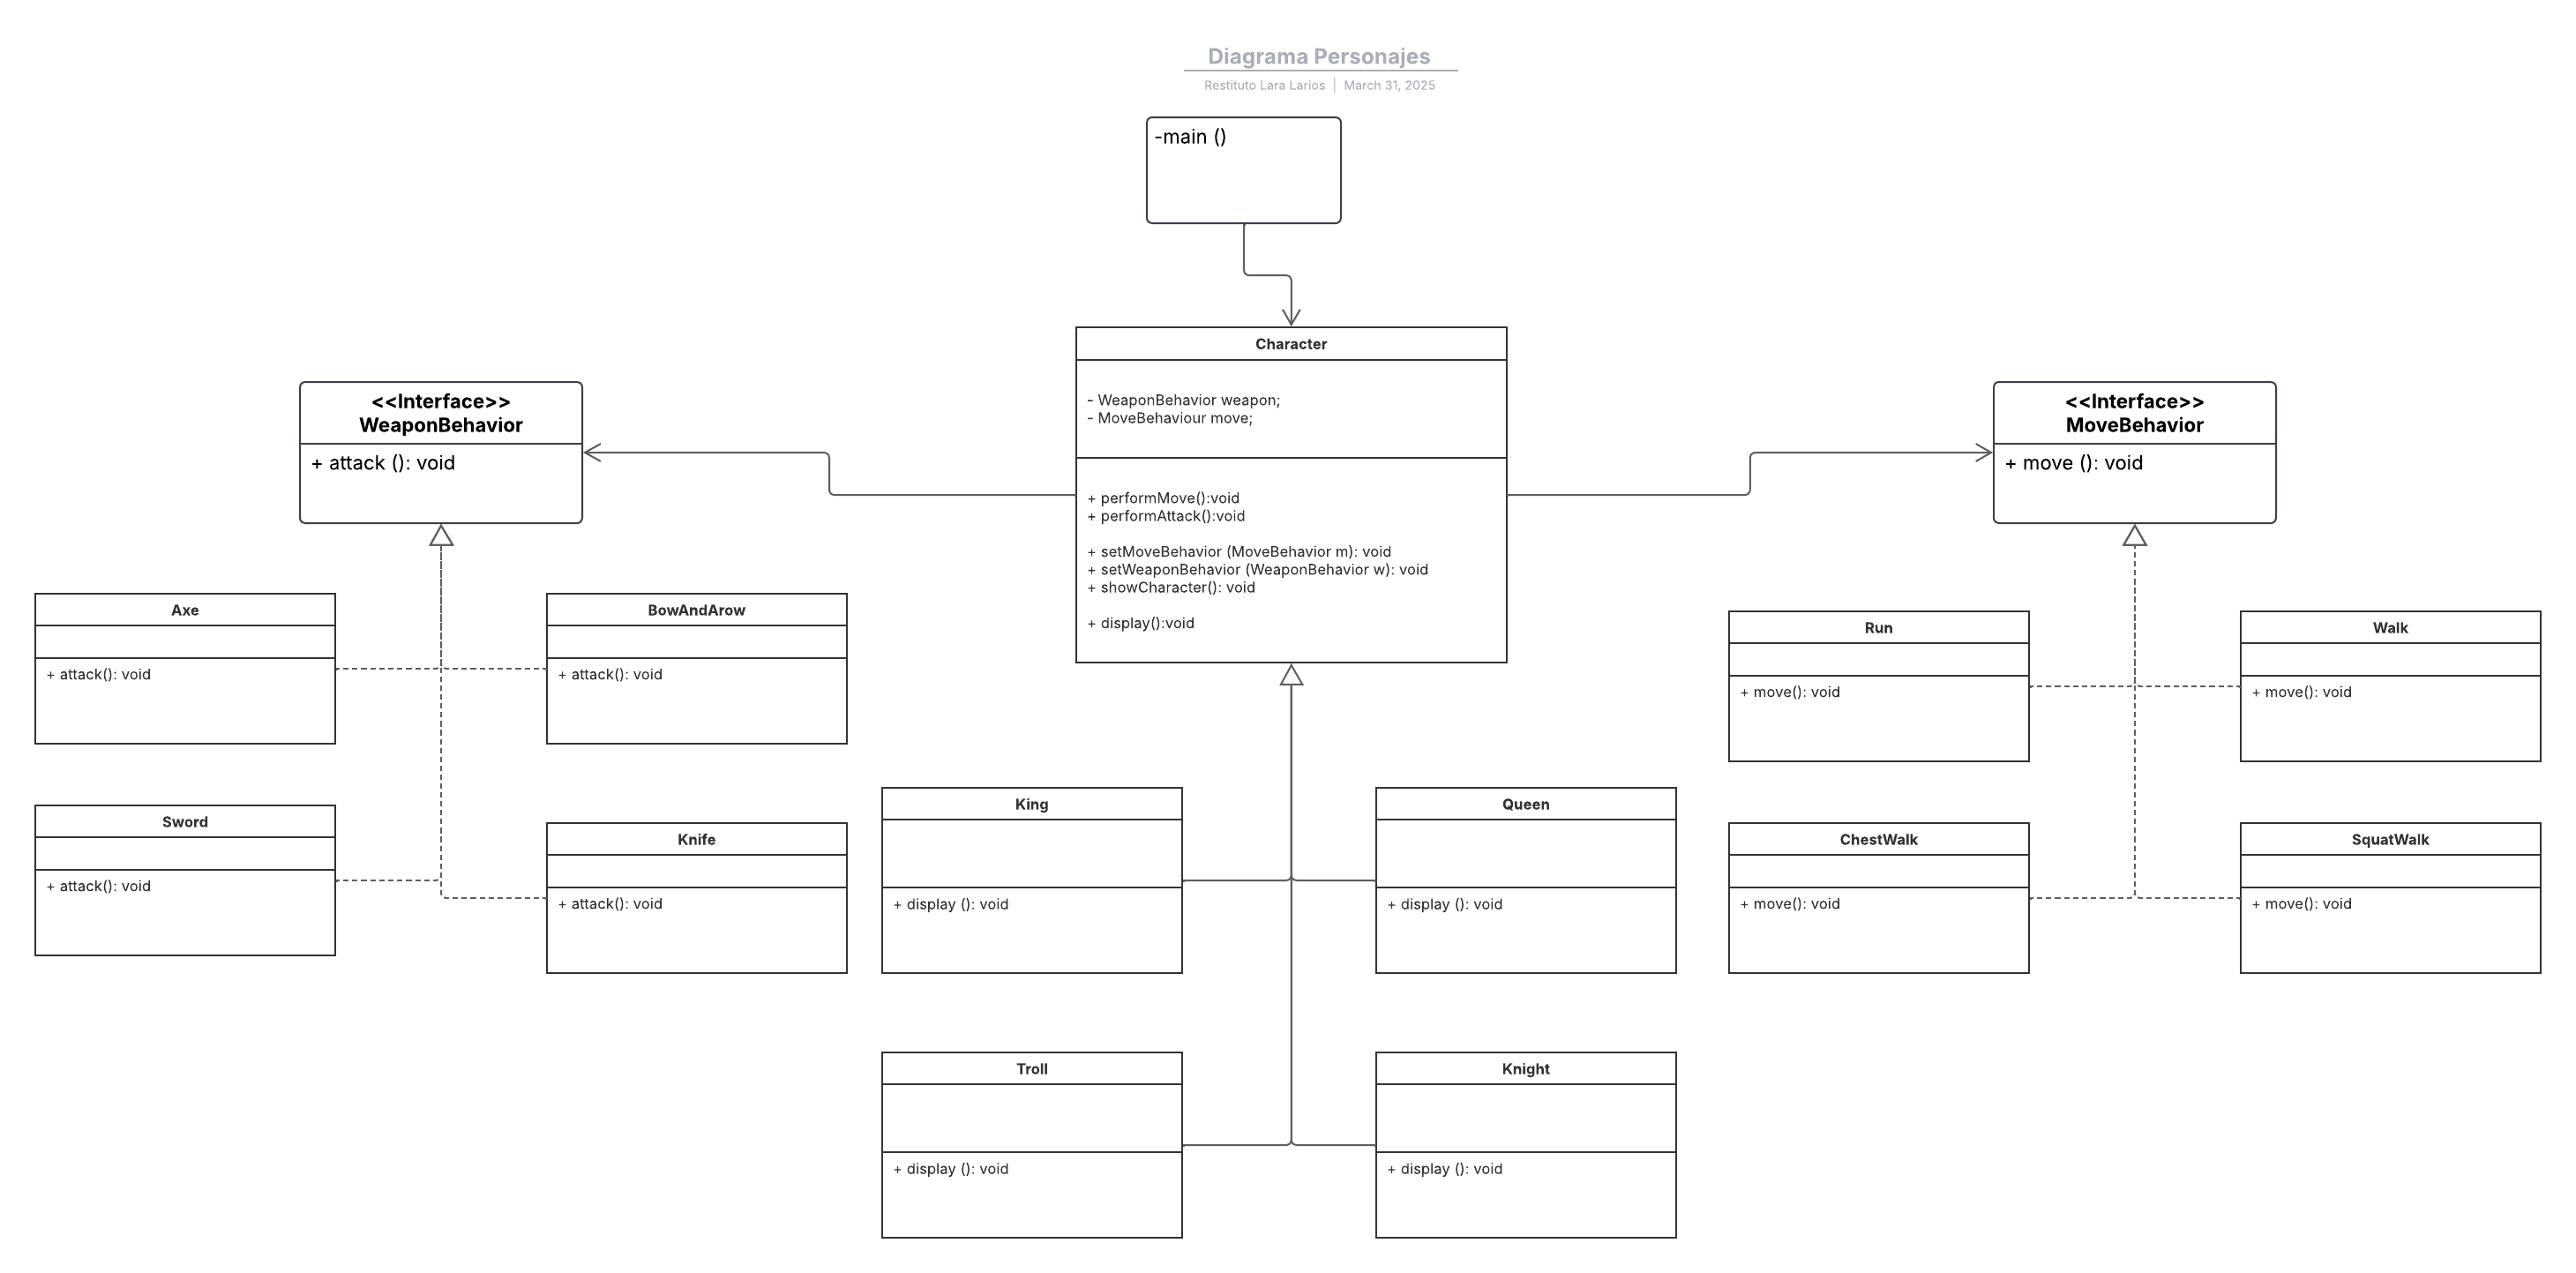 Diagrama Personajes
Restituto Lara Larios | March 31, 2025
-main ()
Character
- WeaponBehavior weapon;
- MoveBehaviour move;
+ performMove():void
+ performAttack():void
+ setMoveBehavior (MoveBehavior m): void
+ setWeaponBehavior (WeaponBehavior w): void
+ showCharacter(): void
+ display():void
<<Interface>>
WeaponBehavior
+ attack (): void
<<Interface>>
MoveBehavior
+ move (): void
Axe
+ attack(): void
BowAndArow
+ attack(): void
Sword
+ attack(): void
Knife
+ attack(): void
King
+ display (): void
Queen
+ display (): void
Troll
+ display (): void
Knight
+ display (): void
Run
+ move(): void
Walk
+ move(): void
ChestWalk
+ move(): void
SquatWalk
+ move(): void